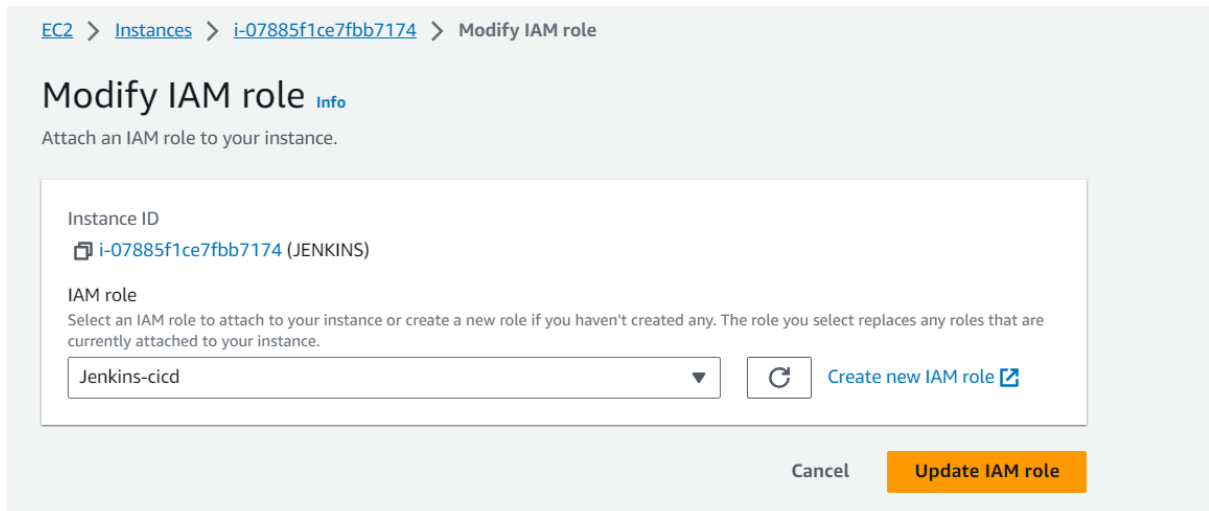 EC2 > Instances > i-07885f1ce7fbb7174 > Modify IAM role
Modify IAM role Info
Attach an IAM role to your instance.
Instance ID
i-07885f1ce7fbb7174 (JENKINS)
IAM role
Select an IAM role to attach to your instance or create a new role if you haven't created any. The role you select replaces any roles that are
currently attached to your instance.
Jenkins-cicd
Create new IAM role
Cancel
Update IAM role